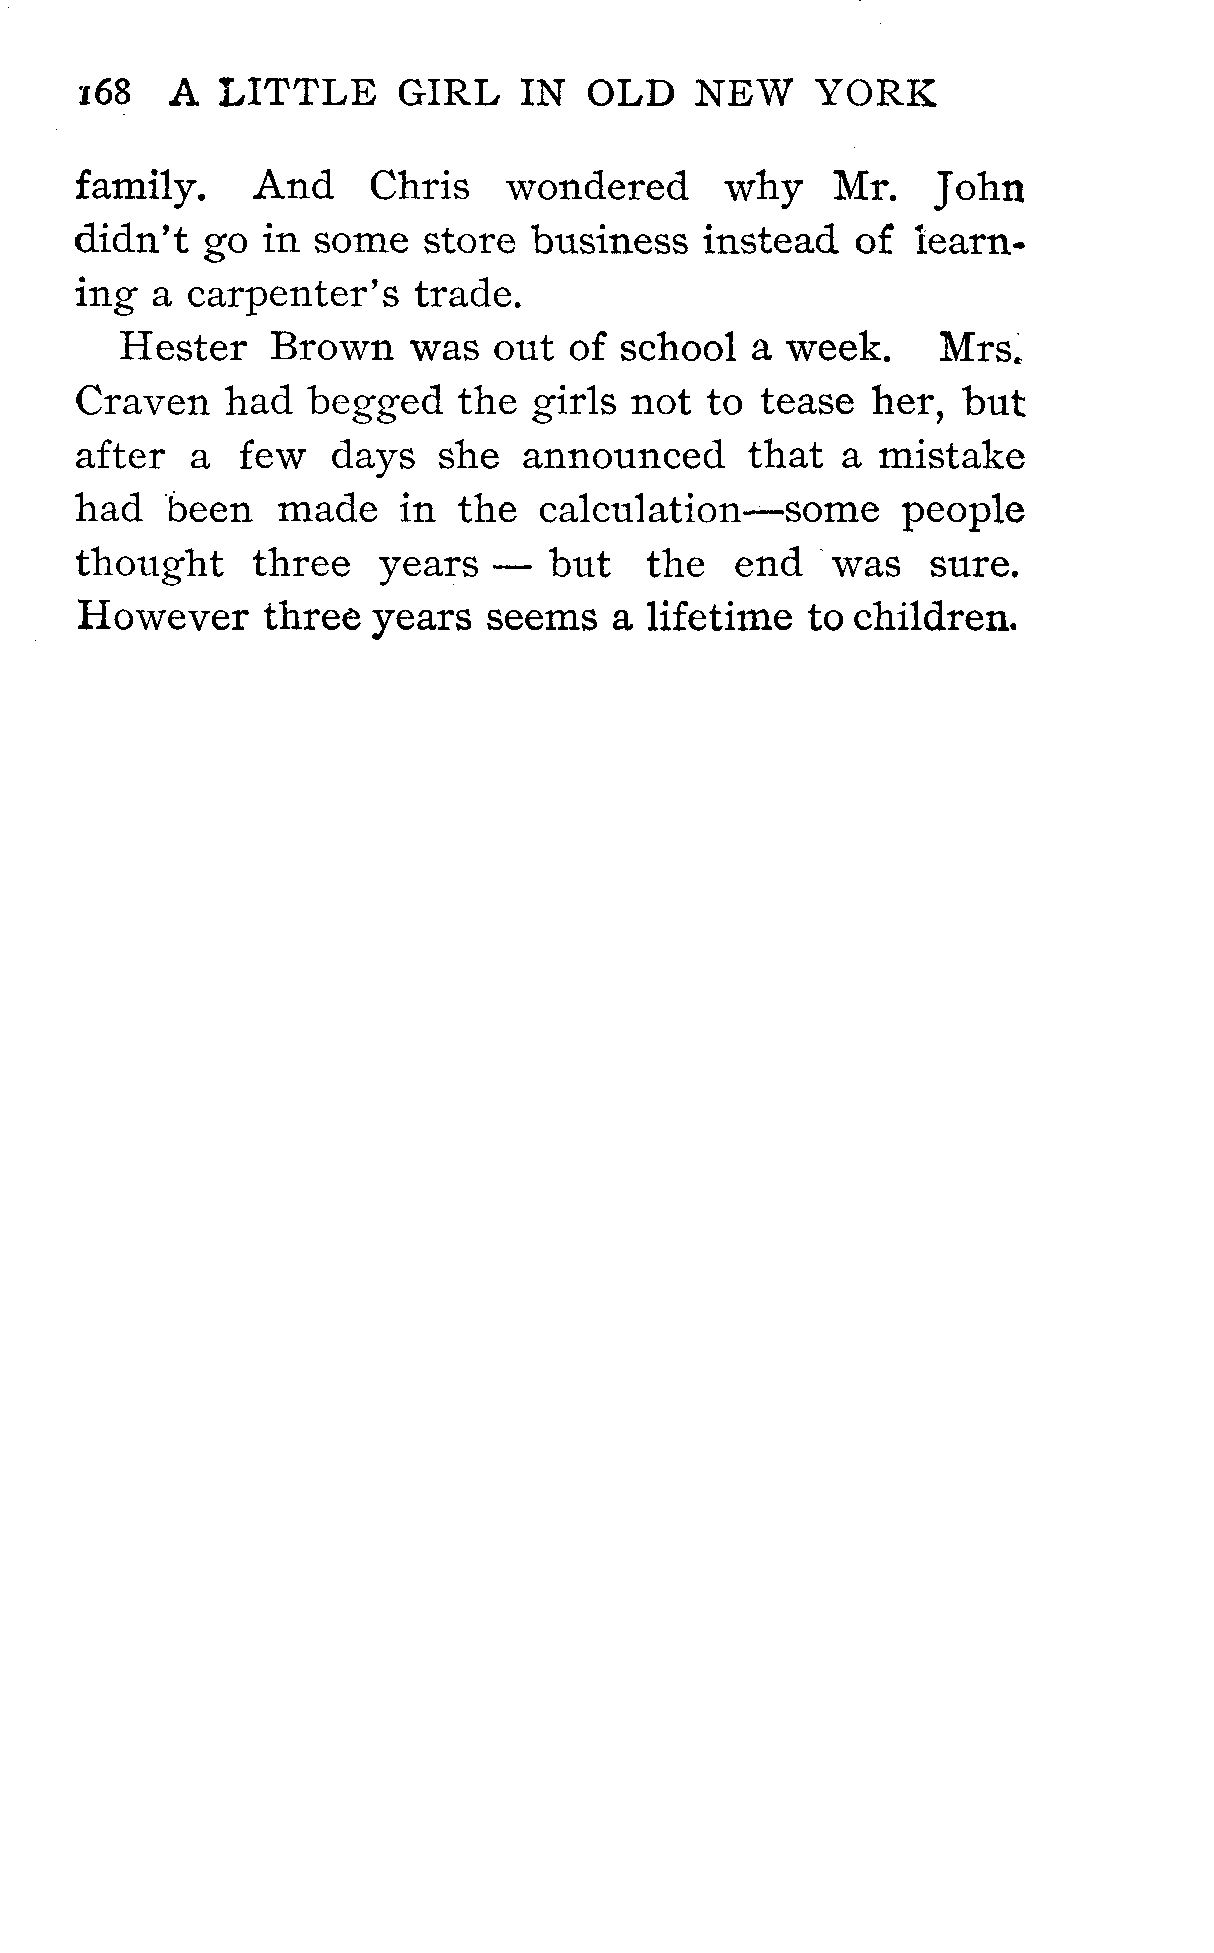 168 A LITTLE GIRL IN OLD NEW YORK
family. And Chris wondered why Mr. John
didn't go in some store business instead of learn-
ing a carpenter's trade.
Hester Brown was out of school a week. Mrs.
Craven had begged the girls not to tease her, but
after a few days she announced that a mistake
had been made in the calculation—some people
thought three years — but the end was sure.
However three years seems a lifetime to children.